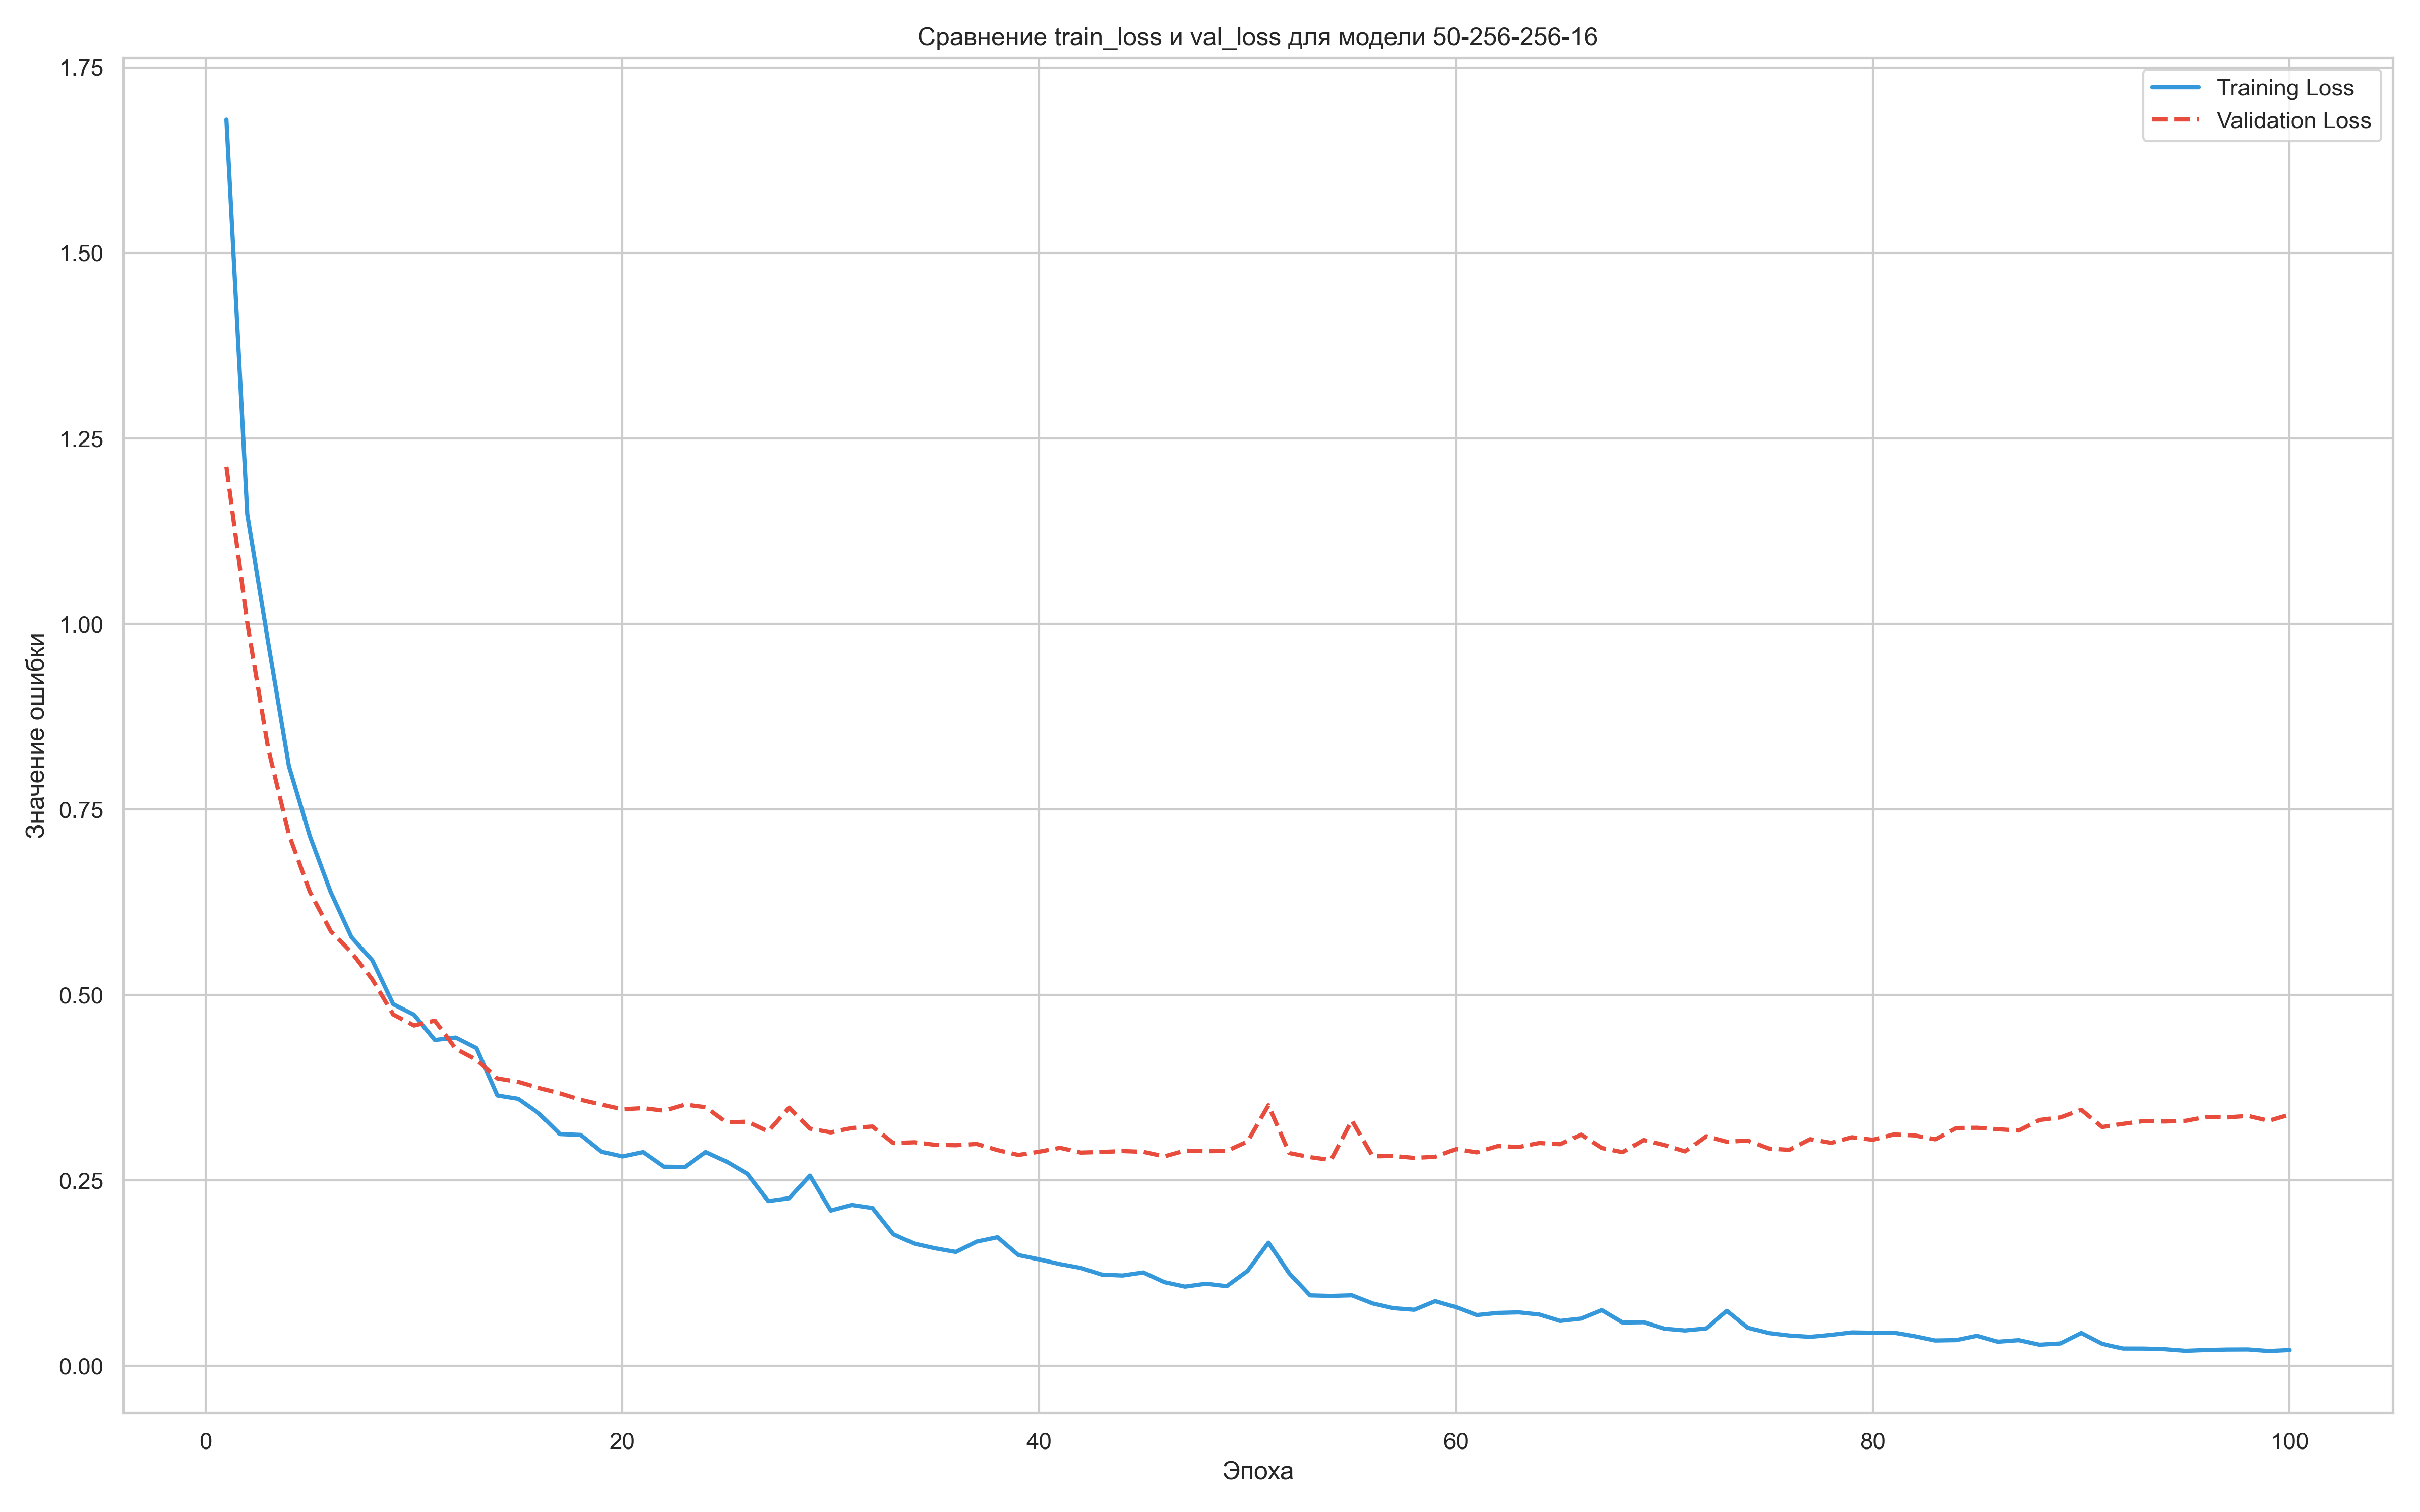 Сравнение train_loss и val_loss для модели 50-256-256-16
Training Loss
Validation Loss
Значение ошибки
1.75
1.50
1.25
1.00
0.75
0.50
0.25
0.00
0
20
40
60
80
100
Эпоха